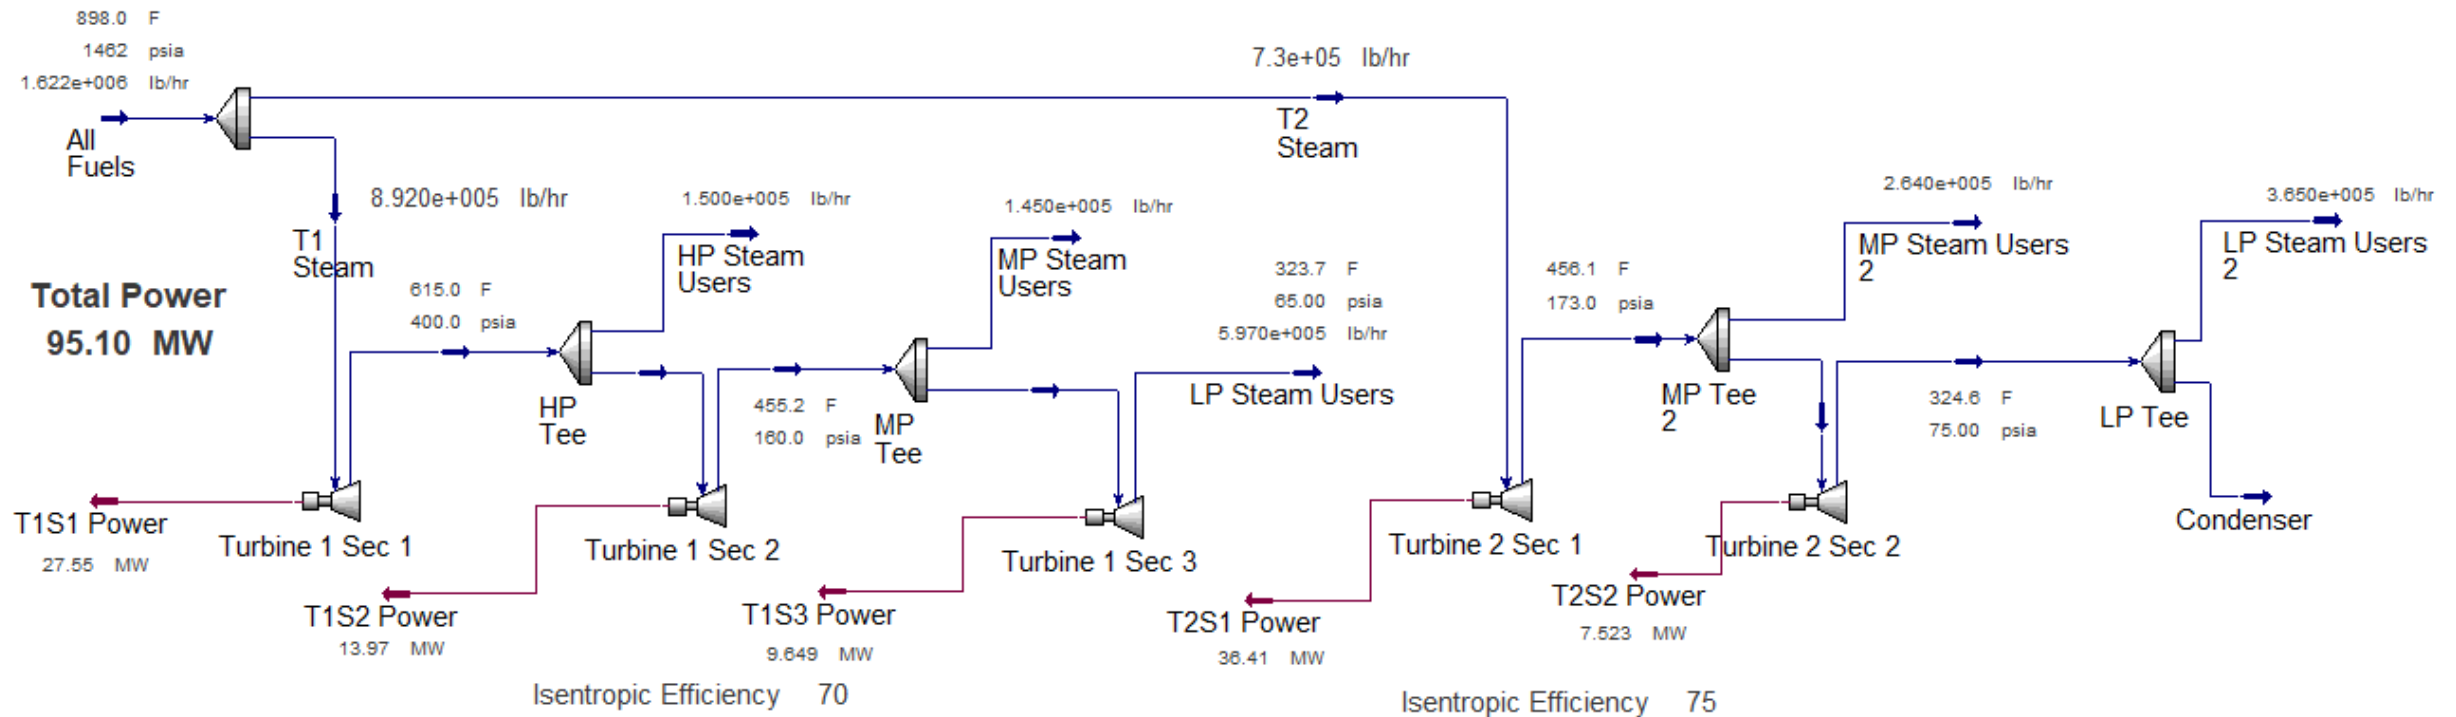 898.0 F
1462 psia
1.622e+006 lb/hr
All
Fuels
7.3e+05 lb/hr
T2
Steam
8.920e+005 lb/hr
T1
Steam
Total Power
95.10 MW
615.0 F
400.0 psia
1.500e+005 lb/hr
HP Steam
Users
HP
Tee
1.450e+005 lb/hr
MP Steam
Users
455.2 F
160.0 psia
MP
Tee
323.7 F
65.00 psia
5.970e+005 lb/hr
LP Steam Users
456.1 F
173.0 psia
2.640e+005 lb/hr
MP Steam Users
2
MP Tee
2
324.6 F
75.00 psia
3.650e+005 lb/hr
LP Steam Users
2
LP Tee
Condenser
T1S1 Power
27.55 MW
Turbine 1 Sec 1
T1S2 Power
13.97 MW
Turbine 1 Sec 2
T1S3 Power
9.649 MW
Turbine 1 Sec 3
T2S1 Power
36.41 MW
Turbine 2 Sec 1
T2S2 Power
7.523 MW
Turbine 2 Sec 2
Isentropic Efficiency 70
Isentropic Efficiency 75